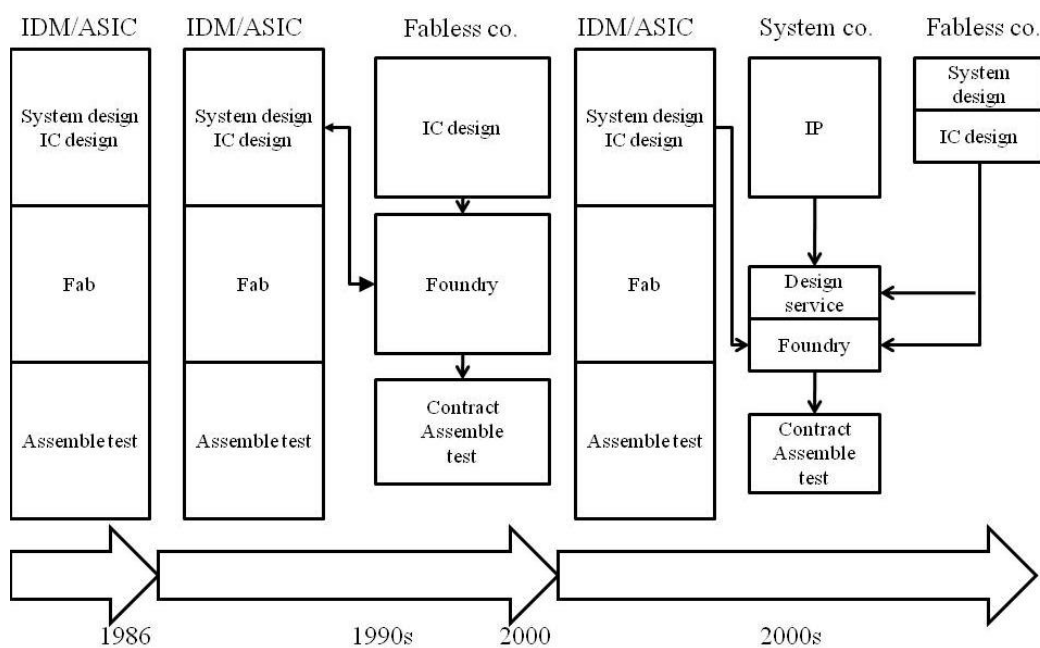 IDM/ASIC
IDM/ASIC
Fabless co.
IDM/ASIC
System co.
Fabless co.
System design
IC design
Fab
Assemble test
System design
IC design
Fab
Assemble test
IC design
Foundry
Contract
Assemble
test
System design
IC design
Fab
Assemble test
IP
Design
service
Foundry
Contract
Assemble
test
System
design
IC design
1986
1990s
2000
2000s